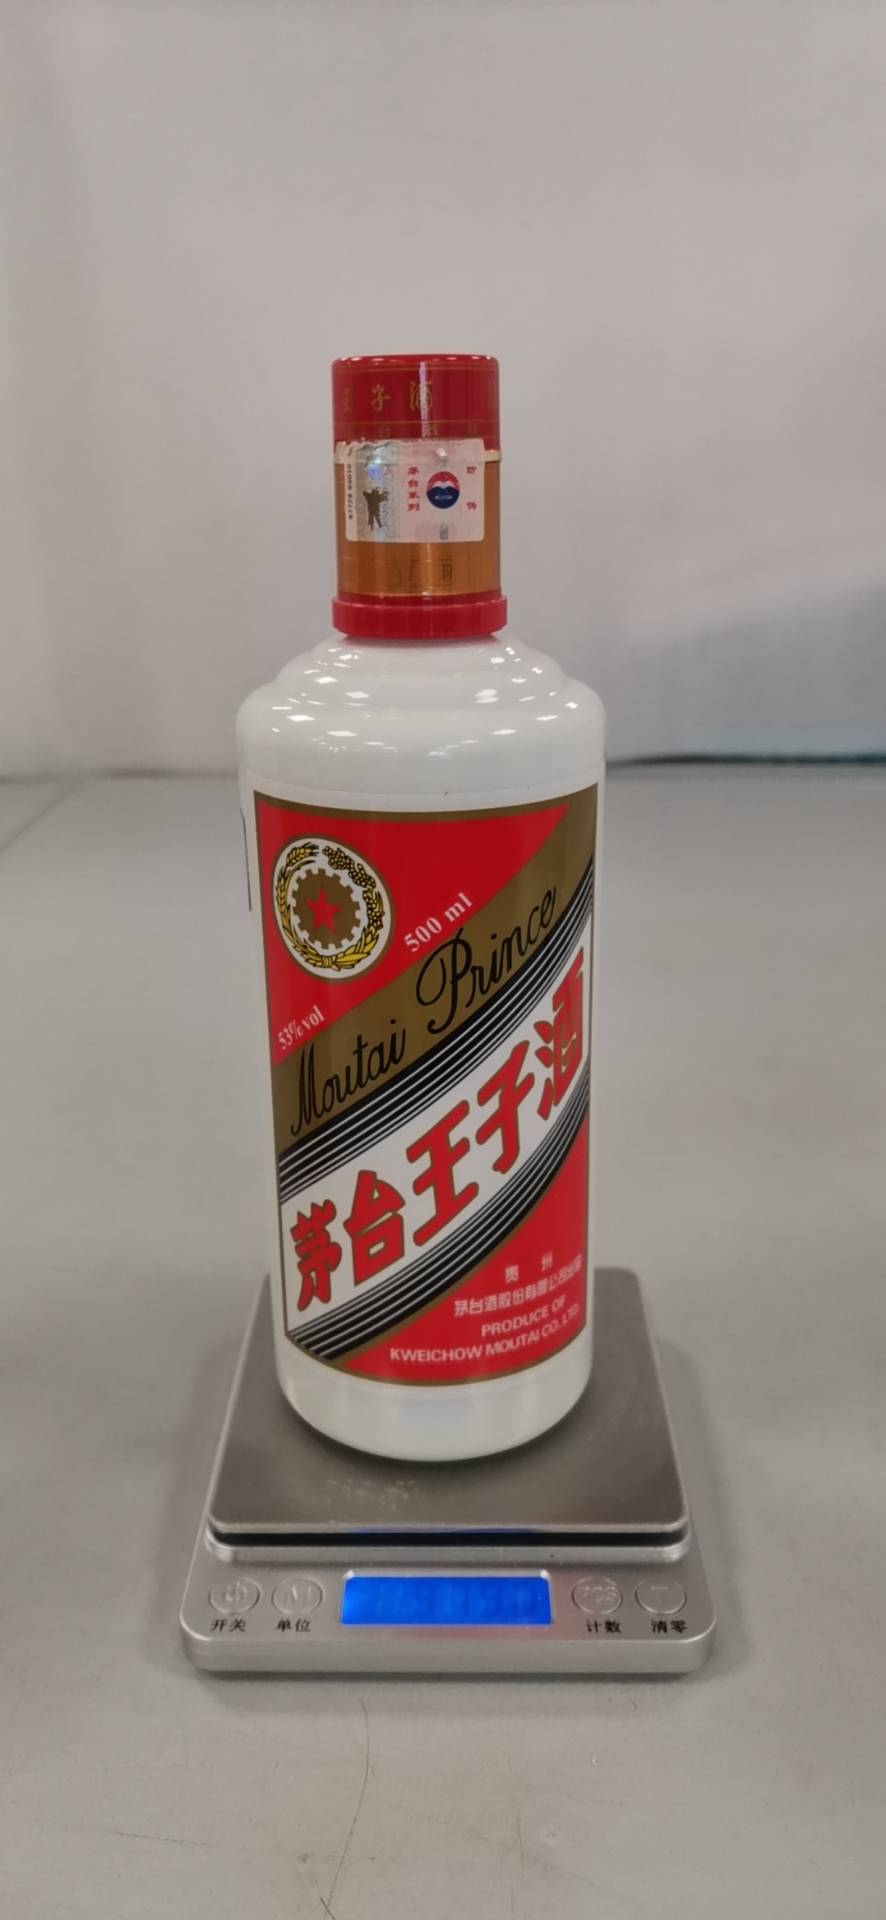 王子酒
茅台系列
防伪
500 ml
53%vol
Moutai Prince
茅台王子酒
贵州
茅台酒股份有限公司出品
PRODUCE OF
KWEICHOW MOUTAI CO., LTD.
开关
单位
计数
清零